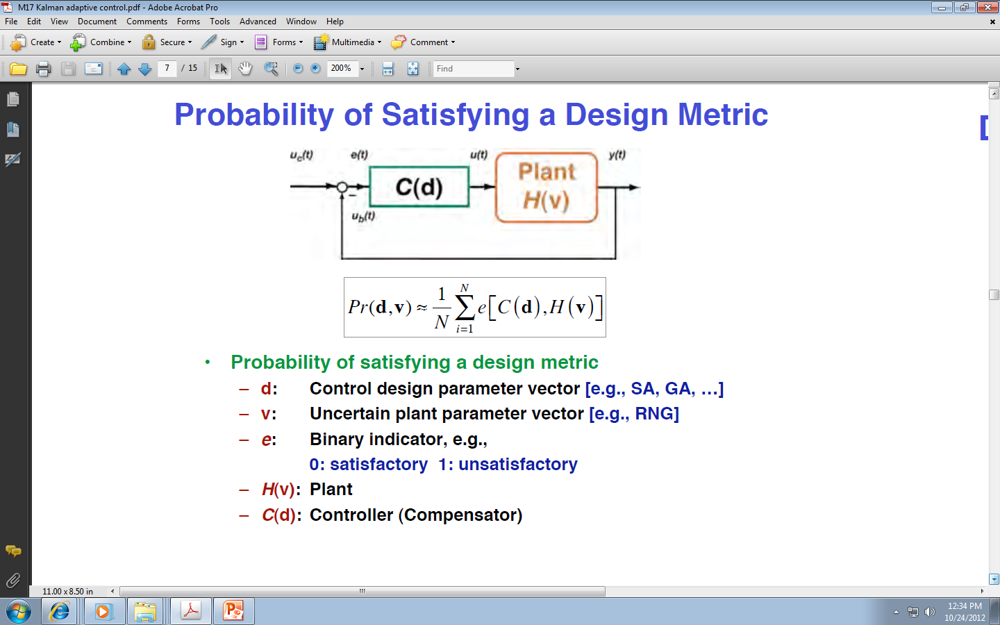 M17 Kalman adaptive control.pdf - Adobe Acrobat Pro
File Edit View Document Comments Forms Tools Advanced Window Help
Create Combine Secure Sign Forms Multimedia Comment
7 / 15 200% Find
Probability of Satisfying a Design Metric
D
u_c(t) e(t) u(t) y(t)
C(d)
Plant
H(v)
u_b(t)
Pr(d,v) ≈ 1/N ∑_{i=1}^{N} e[C(d),H(v)]
• Probability of satisfying a design metric
– d: Control design parameter vector [e.g., SA, GA, …]
– v: Uncertain plant parameter vector [e.g., RNG]
– e: Binary indicator, e.g.,
0: satisfactory 1: unsatisfactory
– H(v): Plant
– C(d): Controller (Compensator)
11.00 x 8.50 in
12:34 PM
10/24/2012